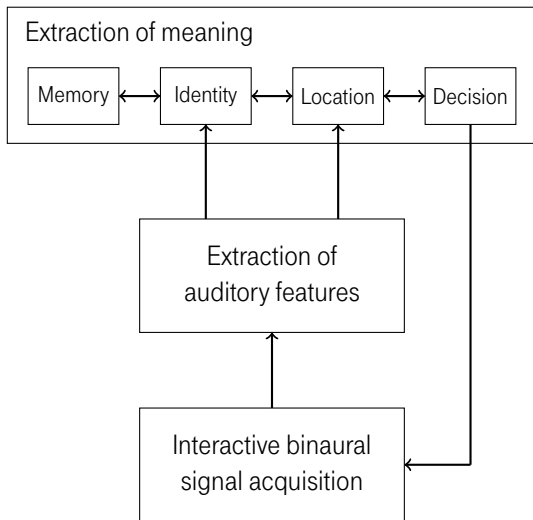 Extraction of meaning
Memory Identity Location Decision
Extraction of
auditory features
Interactive binaural
signal acquisition